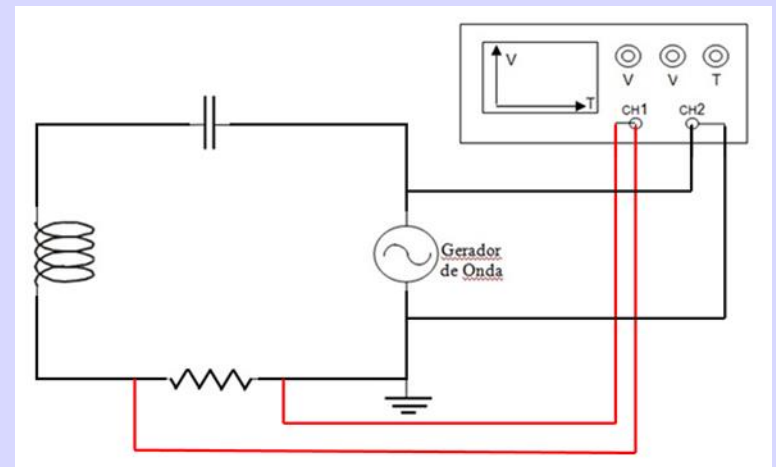 V
T
V V T
CH1 CH2
Gerador
de Onda